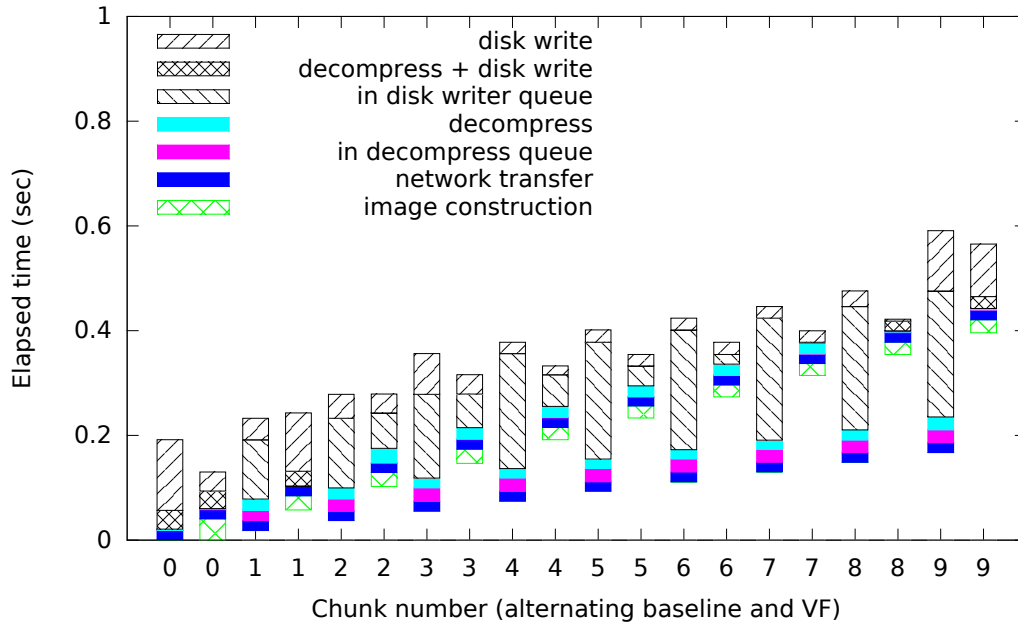 Elapsed time (sec)
1
0.8
0.6
0.4
0.2
0
disk write
decompress + disk write
in disk writer queue
decompress
in decompress queue
network transfer
image construction
0 0 1 1 2 2 3 3 4 4 5 5 6 6 7 7 8 8 9 9
Chunk number (alternating baseline and VF)